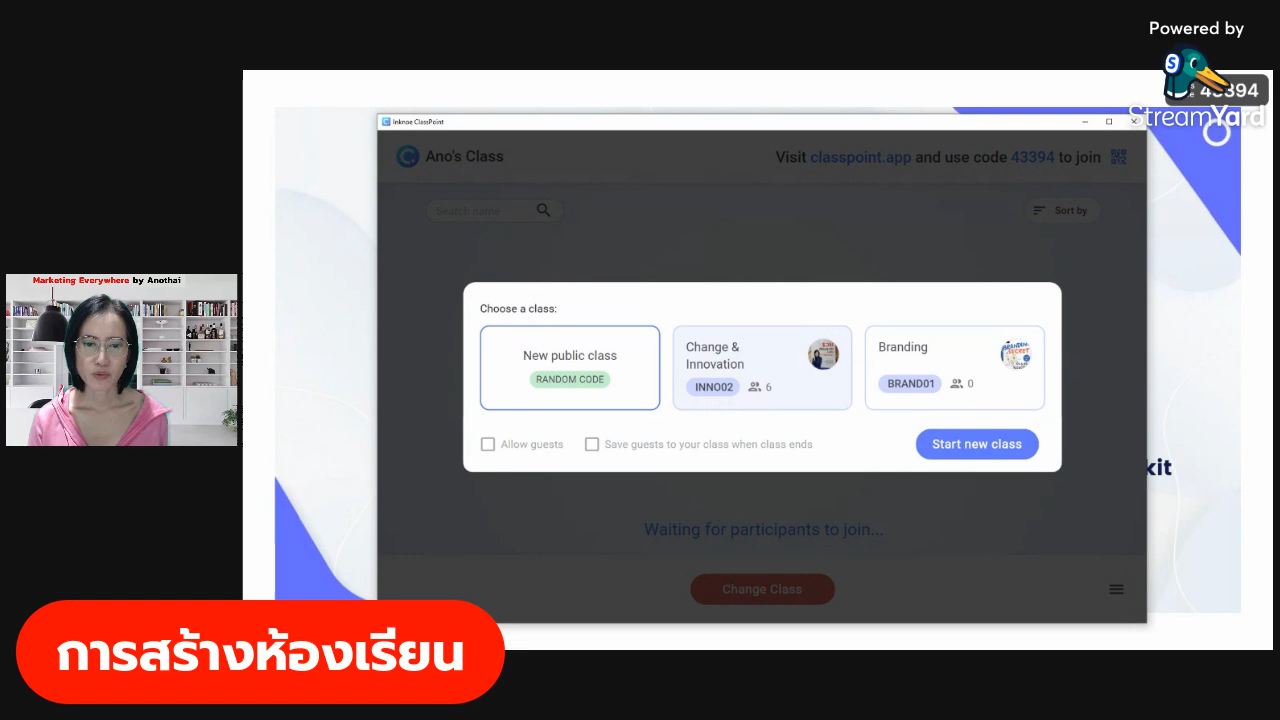 Powered by
StreamYard
43394
Inknoe ClassPoint
Ano's Class
Visit classpoint.app and use code 43394 to join
Search name
Sort by
Marketing Everywhere by Anothai
Choose a class:
New public class
RANDOM CODE
Change &
Innovation
INNO02 6
Branding
BRAND01 0
Allow guests
Save guests to your class when class ends
Start new class
kit
Waiting for participants to join...
Change Class
การสร้างห้องเรียน